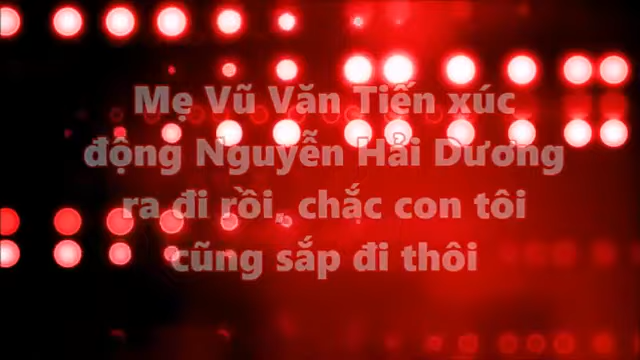 Mẹ Vũ Văn Tiến xúc
động Nguyễn Hải Dương
ra đi rồi, chắc con tôi
cũng sắp đi thôi